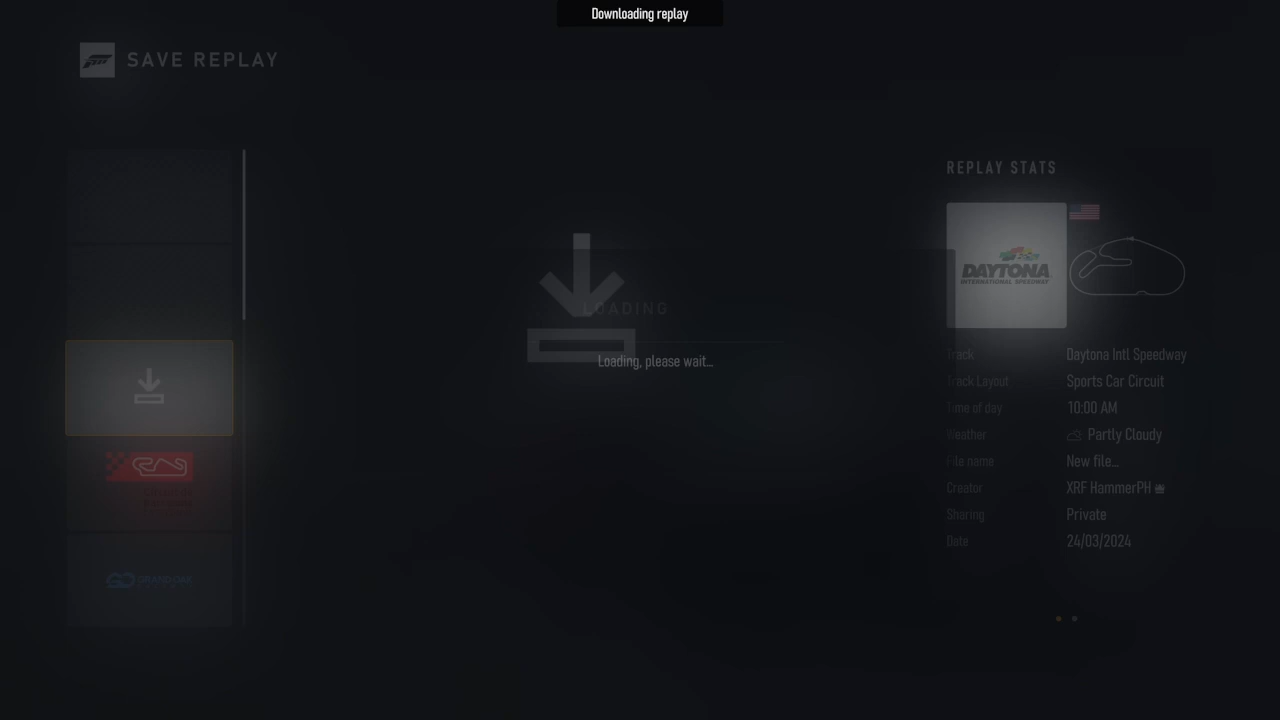 Downloading replay
SAVE REPLAY
REPLAY STATS
DAYTONA
INTERNATIONAL SPEEDWAY
LOADING
Loading, please wait...
Track Daytona Intl Speedway
Track Layout Sports Car Circuit
Time of day 10:00 AM
Weather Partly Cloudy
File name New file...
Creator XRF HammerPH
Sharing Private
Date 24/03/2024
GRAND OAK